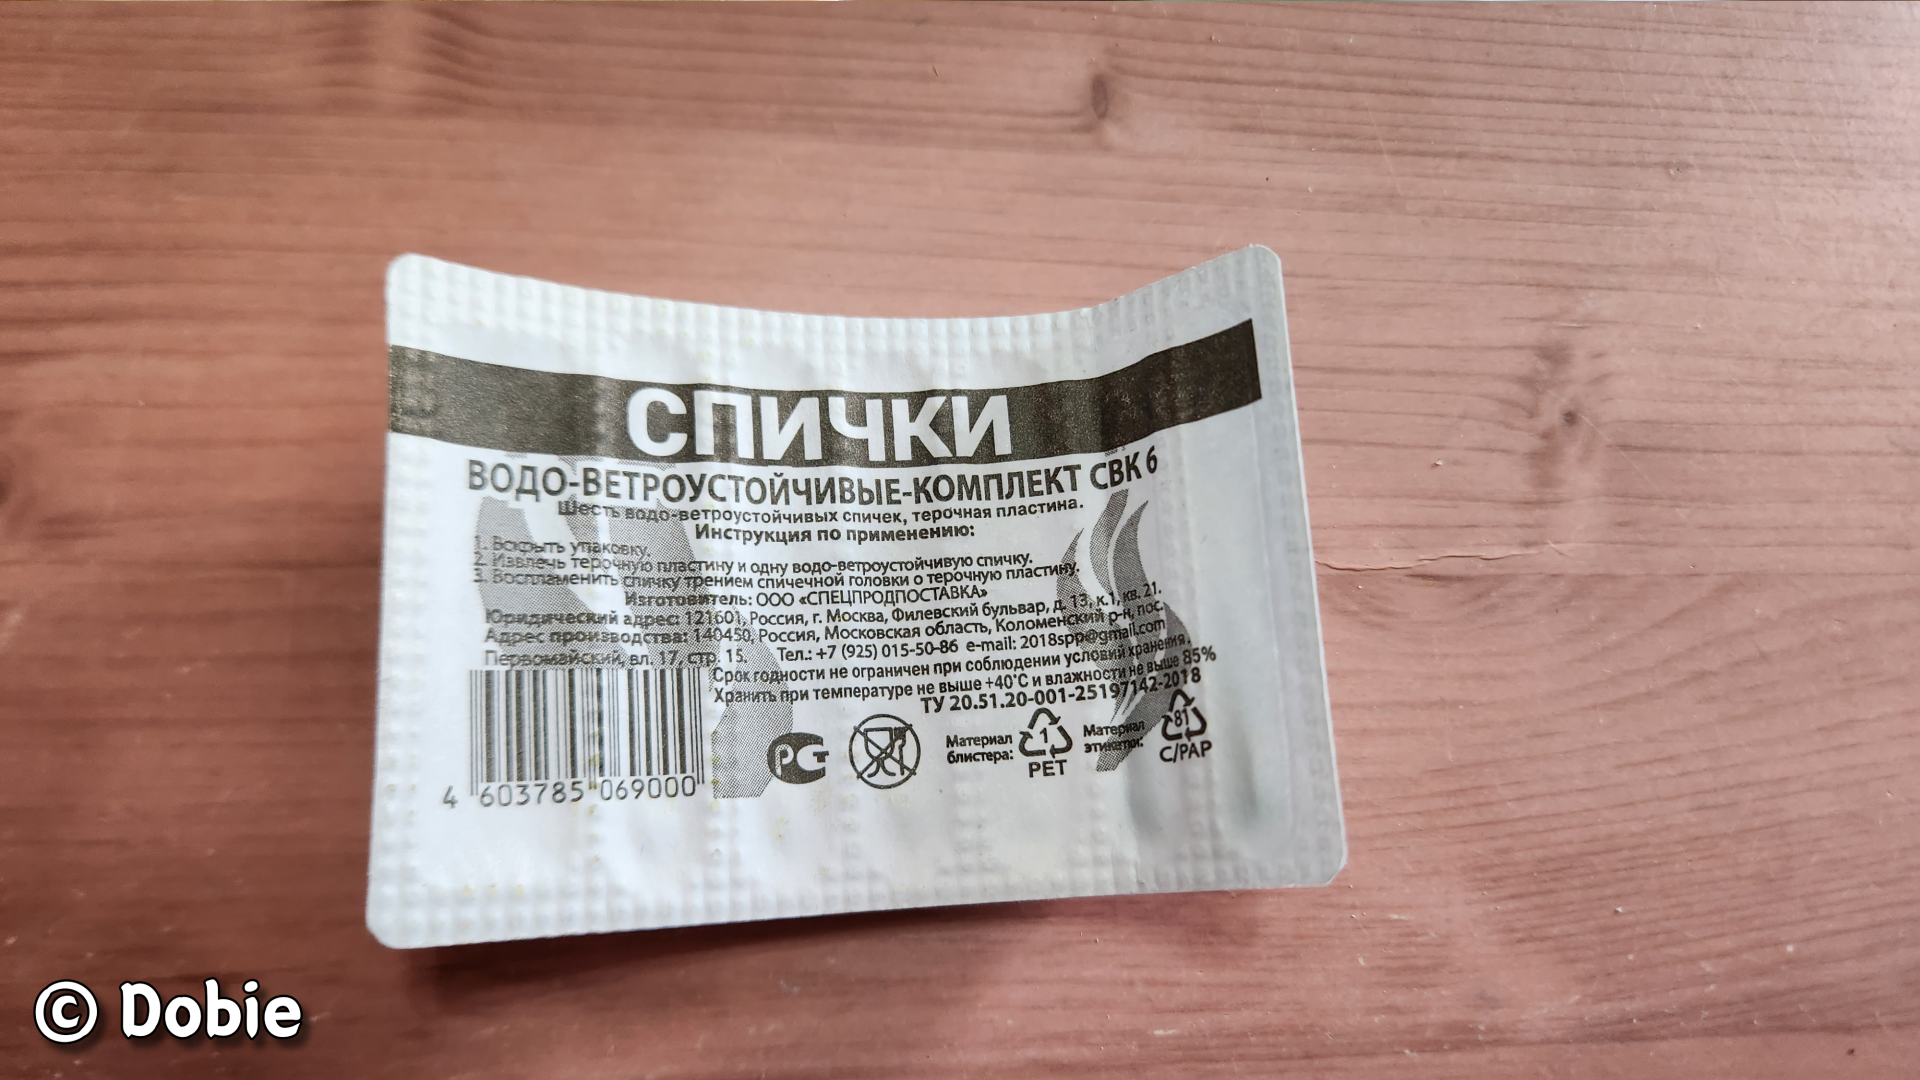 СПИЧКИ
ВОДО-ВЕТРОУСТОЙЧИВЫЕ-КОМПЛЕКТ СВК 6
Шесть водо-ветроустойчивых спичек, терочная пластина.
Инструкция по применению:
1. Вскрыть упаковку.
2. Извлечь терочную пластину и одну водо-ветроустойчивую спичку.
3. Воспламенить спичку трением спичечной головки о терочную пластину.
Изготовитель: ООО «СПЕЦПРОДПОСТАВКА»
Юридический адрес: 121601, Россия, г. Москва, Филевский бульвар, д. 13, к.1, кв. 21.
Адрес производства: 140450, Россия, Московская область, Коломенский р-н, пос.
Первомайский, вл. 17, стр. 15. Тел.: +7 (925) 015-50-86 e-mail: 2018spp@gmail.com
Срок годности не ограничен при соблюдении условий хранения.
Хранить при температуре не выше +40°С и влажности не выше 85%
ТУ 20.51.20-001-25197142-2018
РСТ
Материал блистера:
1
PET
Материал этикетки:
81
C/PAP
4 603785 069000
© Dobie